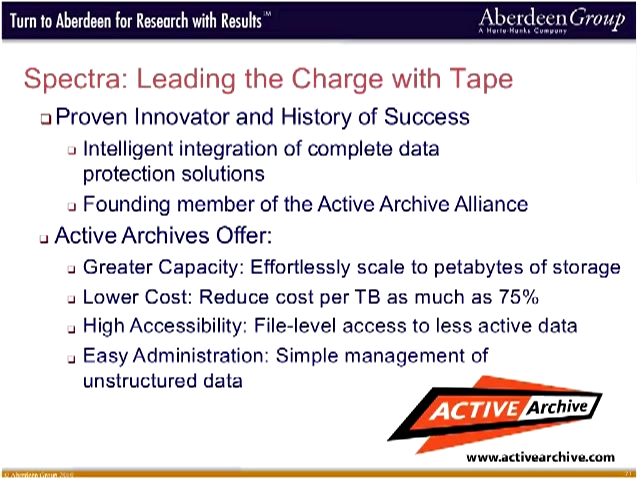 Turn to Aberdeen for Research with Results™
AberdeenGroup
A Harte-Hanks Company
Spectra: Leading the Charge with Tape
Proven Innovator and History of Success
Intelligent integration of complete data
protection solutions
Founding member of the Active Archive Alliance
Active Archives Offer:
Greater Capacity: Effortlessly scale to petabytes of storage
Lower Cost: Reduce cost per TB as much as 75%
High Accessibility: File-level access to less active data
Easy Administration: Simple management of
unstructured data
ACTIVE Archive
www.activearchive.com
© Aberdeen Group